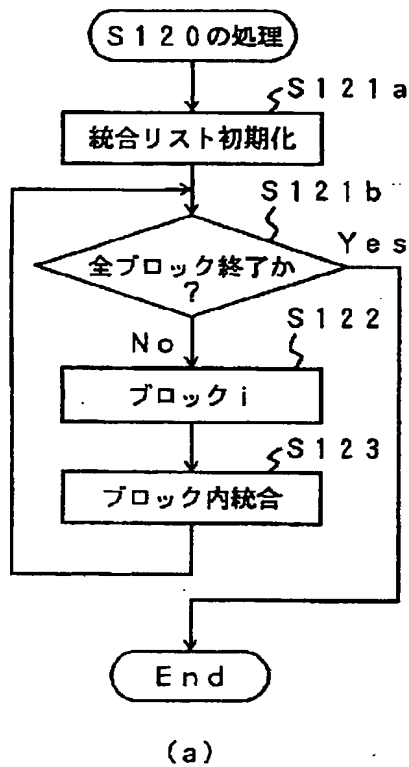 S120の処理
S121a
統合リスト初期化
S121b
全ブロック終了か
?
Yes
No
S122
ブロックi
S123
ブロック内統合
End
(a)